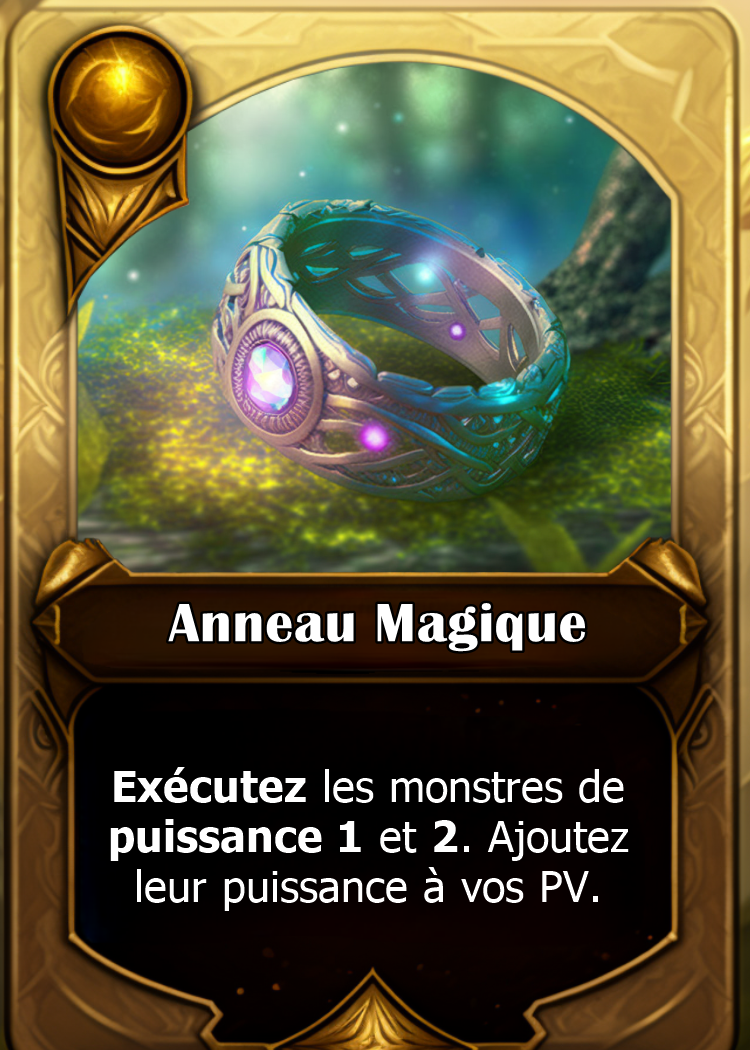 Anneau Magique
Exécutez les monstres de
puissance 1 et 2. Ajoutez
leur puissance à vos PV.